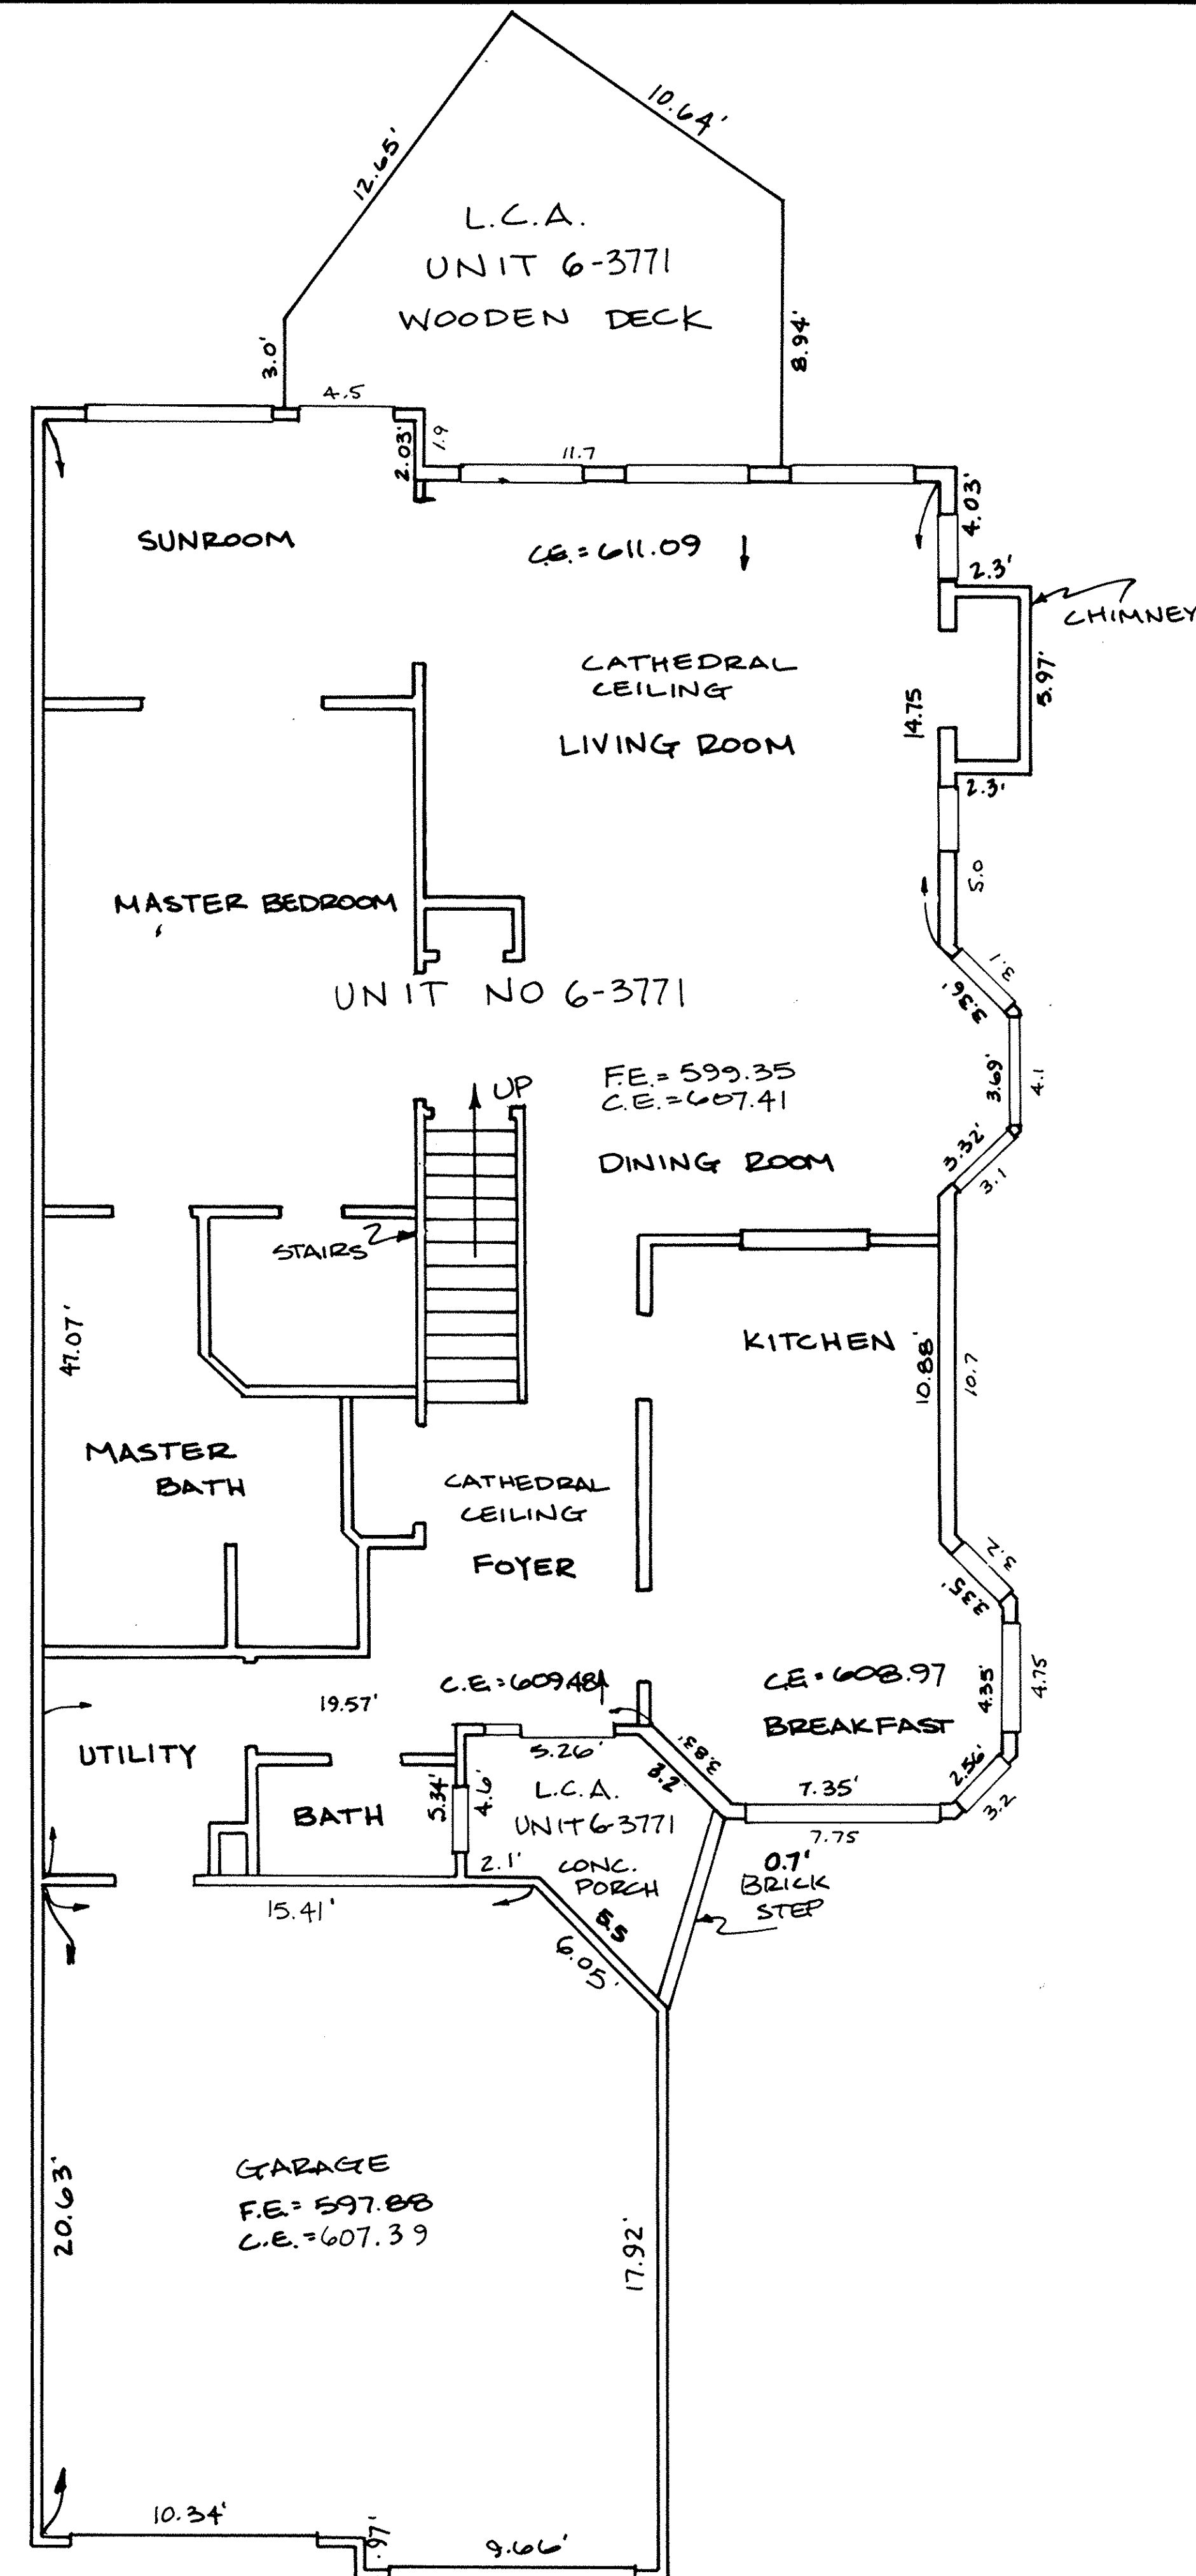 10.64'
12.65'
L.C.A.
UNIT 6-3771
WOODEN DECK
3.0'
8.94'
4.5
2.03'
1.9
11.7
4.03'
SUNROOM
C.E. = 611.09
2.3'
CHIMNEY
CATHEDRAL
CEILING
5.97'
14.75
LIVING ROOM
2.3'
5.0
MASTER BEDROOM
3.1
3.36'
UNIT NO 6-3771
F.E. = 599.35
C.E. = 607.41
3.69'
4.1
UP
DINING ROOM
3.32'
3.1
STAIRS
47.07'
KITCHEN
10.88'
10.7
MASTER
BATH
CATHEDRAL
CEILING
FOYER
3.2
3.35'
C.E. = 609.48
C.E. = 608.97
4.35'
4.75
19.57'
BREAKFAST
UTILITY
5.26'
3.83'
3.2'
2.56'
3.2
7.35'
7.75
BATH
5.34'
4.6'
L.C.A.
UNIT 6-3771
2.1'
CONC.
PORCH
0.7'
BRICK
STEP
15.41'
5.5
6.05'
GARAGE
F.E. = 597.88
C.E. = 607.39
20.63'
17.92'
10.34'
.97'
9.66'